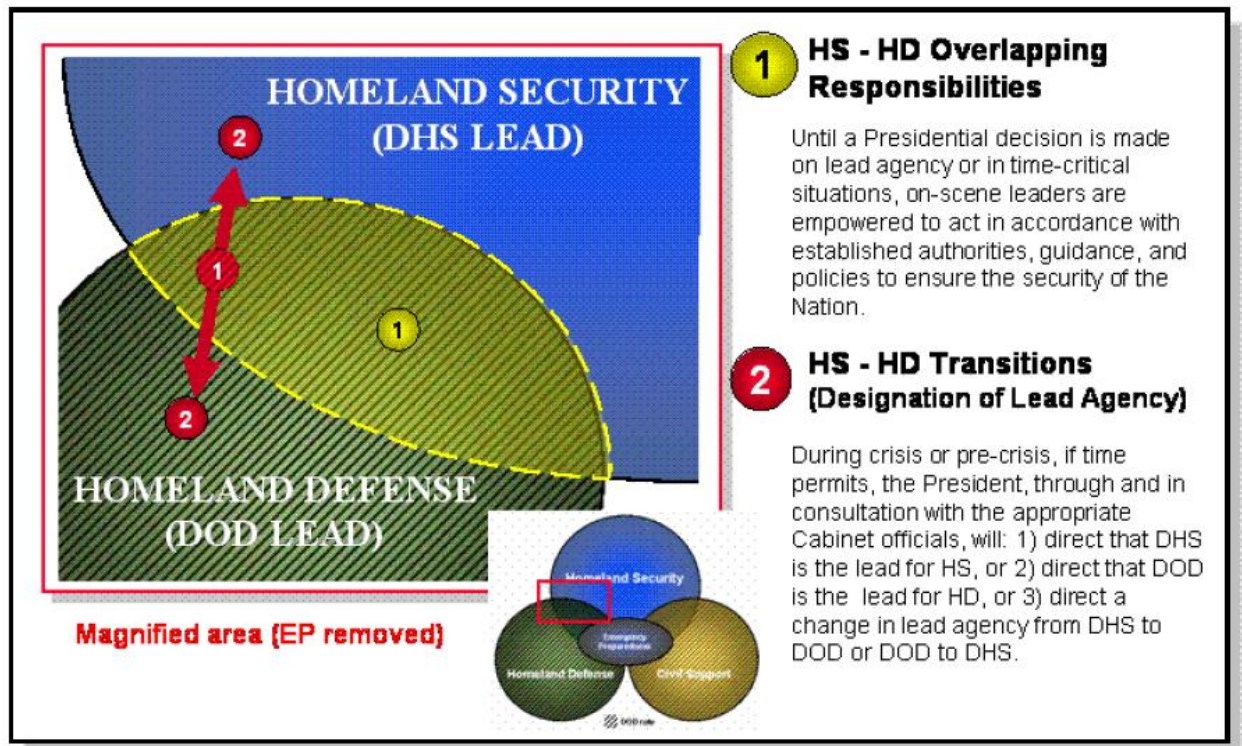 HOMELAND SECURITY
(DHS LEAD)
2
1
1
2
HOMELAND DEFENSE
(DOD LEAD)
Magnified area (EP removed)
Homeland Security
Emergency
Preparedness
Homeland Defense
Civil Support
DOD role
1
HS - HD Overlapping
Responsibilities
Until a Presidential decision is made
on lead agency or in time-critical
situations, on-scene leaders are
empowered to act in accordance with
established authorities, guidance, and
policies to ensure the security of the
Nation.
2
HS - HD Transitions
(Designation of Lead Agency)
During crisis or pre-crisis, if time
permits, the President, through and in
consultation with the appropriate
Cabinet officials, will: 1) direct that DHS
is the lead for HS, or 2) direct that DOD
is the lead for HD, or 3) direct a
change in lead agency from DHS to
DOD or DOD to DHS.